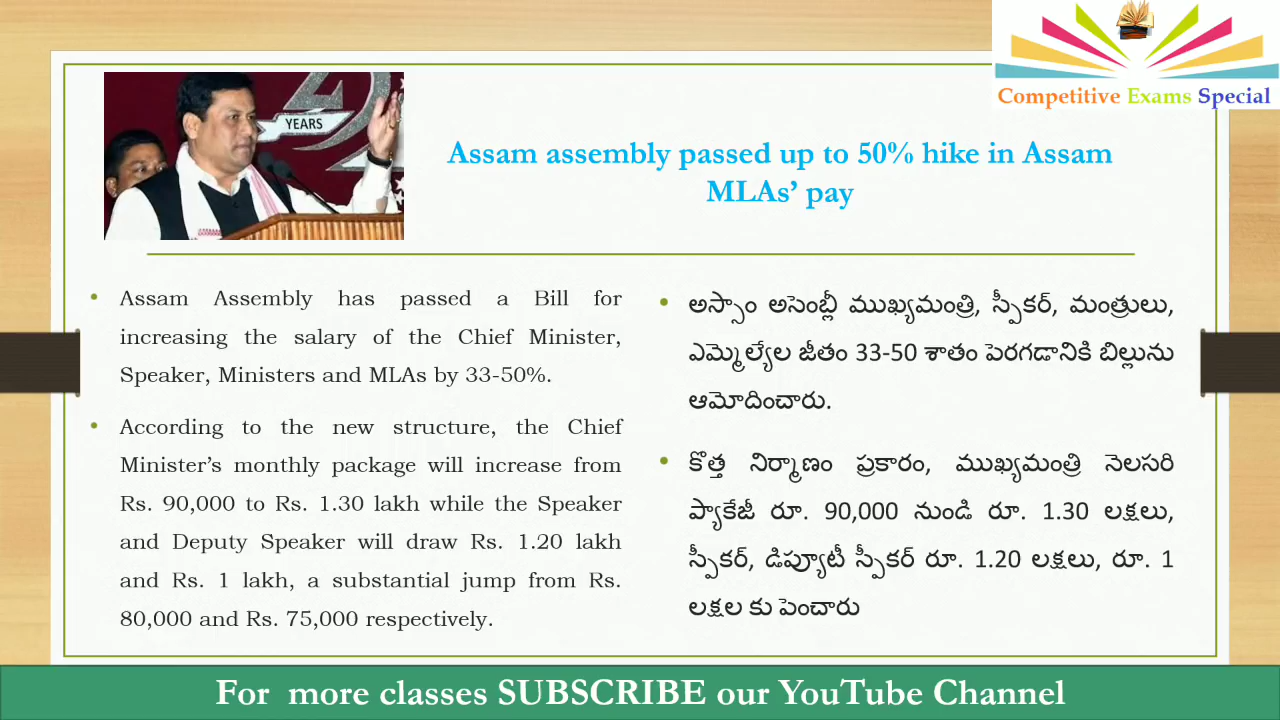 Competitive Exams Special
YEARS
Assam assembly passed up to 50% hike in Assam
MLAs’ pay
• Assam Assembly has passed a Bill for
increasing the salary of the Chief Minister,
Speaker, Ministers and MLAs by 33-50%.
• According to the new structure, the Chief
Minister’s monthly package will increase from
Rs. 90,000 to Rs. 1.30 lakh while the Speaker
and Deputy Speaker will draw Rs. 1.20 lakh
and Rs. 1 lakh, a substantial jump from Rs.
80,000 and Rs. 75,000 respectively.
• అస్సాం అసెంబ్లీ ముఖ్యమంత్రి, స్పీకర్, మంత్రులు,
ఎమ్మెల్యేల జీతం 33-50 శాతం పెరగడానికి బిల్లును
ఆమోదించారు.
• కొత్త నిర్మాణం ప్రకారం, ముఖ్యమంత్రి నెలసరి
ప్యాకేజీ రూ. 90,000 నుండి రూ. 1.30 లక్షలు,
స్పీకర్, డిప్యూటీ స్పీకర్ రూ. 1.20 లక్షలు, రూ. 1
లక్షల కు పెంచారు
For more classes SUBSCRIBE our YouTube Channel